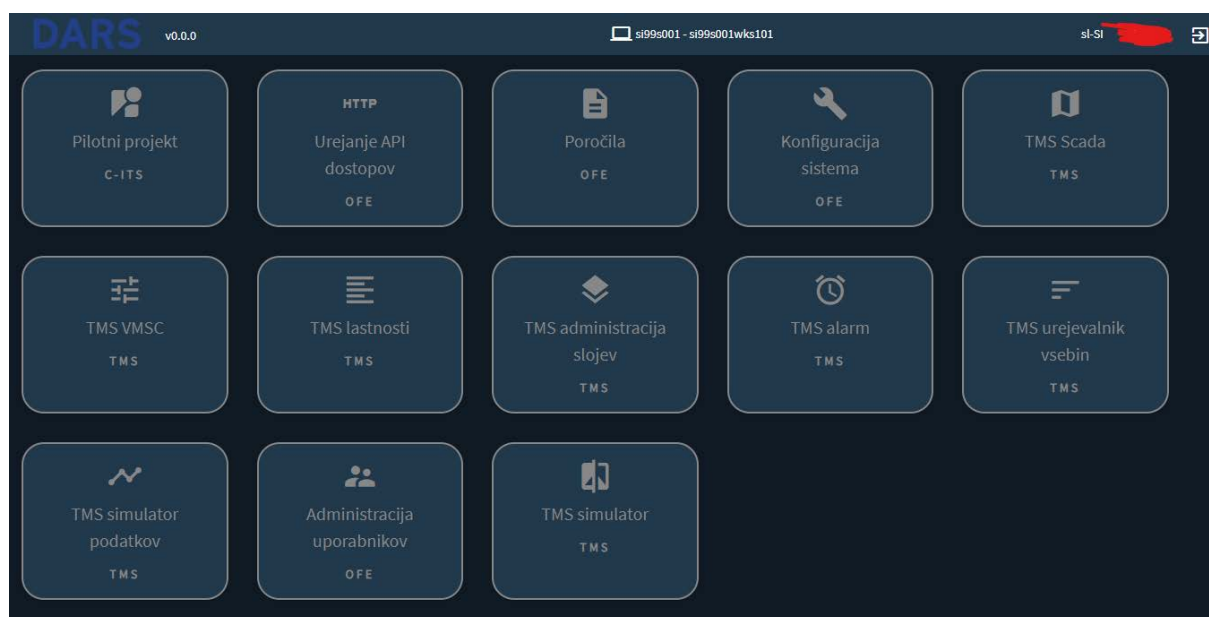 DARS v0.0.0 si99s001 - si99s001wks101 sl-SI
HTTP
Pilotni projekt Urejanje API Poročila Konfiguracija TMS Scada
C-ITS dostopov OFE sistema TMS
OFE OFE
TMS VMSC TMS lastnosti TMS administracija TMS alarm TMS urejevalnik
TMS TMS slojev TMS vsebin
TMS TMS
TMS simulator Administracija TMS simulator
podatkov uporabnikov TMS
TMS OFE